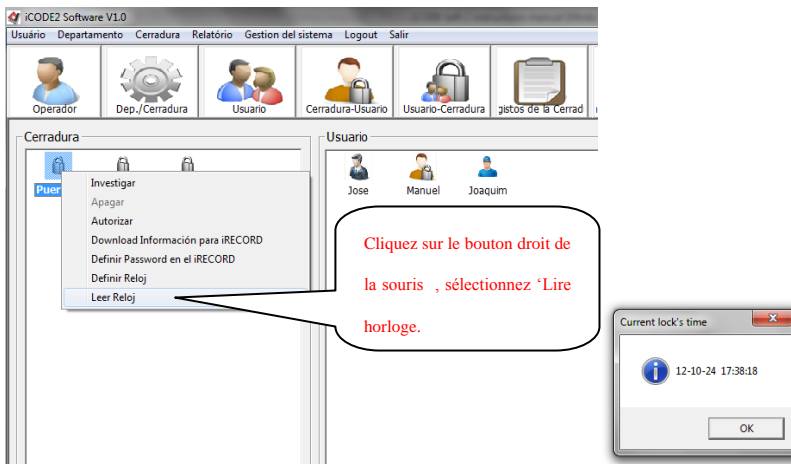 iCODE2 Software V1.0
Usuário Departamento Cerradura Relatório Gestion del sistema Logout Salir
Operador Dep./Cerradura Usuario Cerradura-Usuario Usuario-Cerradura gistos de la Cerrad
Cerradura
Usuario
Puer
Investigar
Apagar
Autorizar
Download Información para iRECORD
Definir Password en el iRECORD
Definir Reloj
Leer Reloj
Jose Manuel Joaquim
Cliquez sur le bouton droit de
la souris , sélectionnez ‘Lire
horloge.
Current lock's time
12-10-24 17:38:18
OK